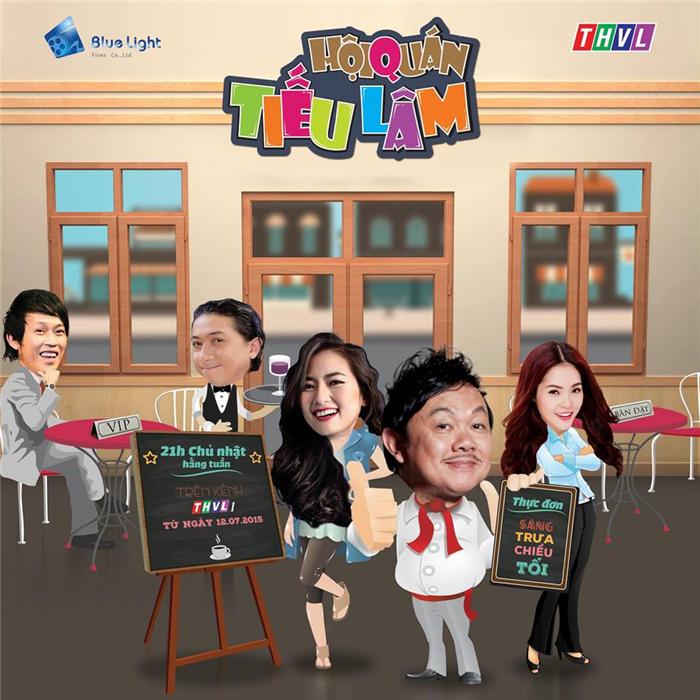 Blue Light
Films Co.,Ltd
THVL
HỘI QUÁN
TIẾU LÂM
VIP
BÀN ĐẶT
21h Chủ nhật
hằng tuần
TRÊN KÊNH
THVL1
TỪ NGÀY 12.07.2015
Thực đơn
SÁNG
TRƯA
CHIỀU
TỐI